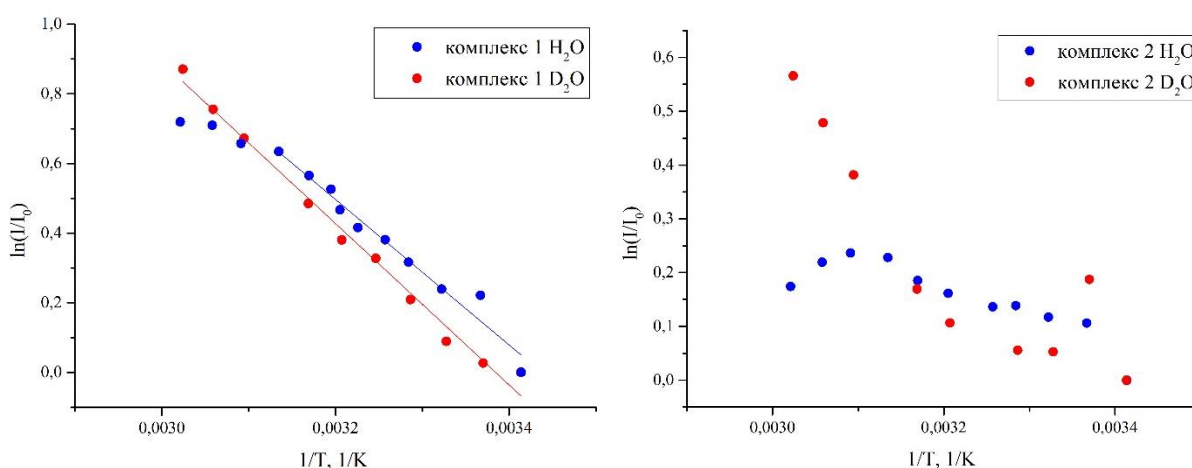 1,0
0,8
0,6
0,4
0,2
0,0
ln(I/I₀)
комплекс 1 H₂O
комплекс 1 D₂O
0,0030
0,0032
0,0034
1/T, 1/K
0,6
0,5
0,4
0,3
0,2
0,1
0,0
ln(I/I₀)
комплекс 2 H₂O
комплекс 2 D₂O
0,0030
0,0032
0,0034
1/T, 1/K